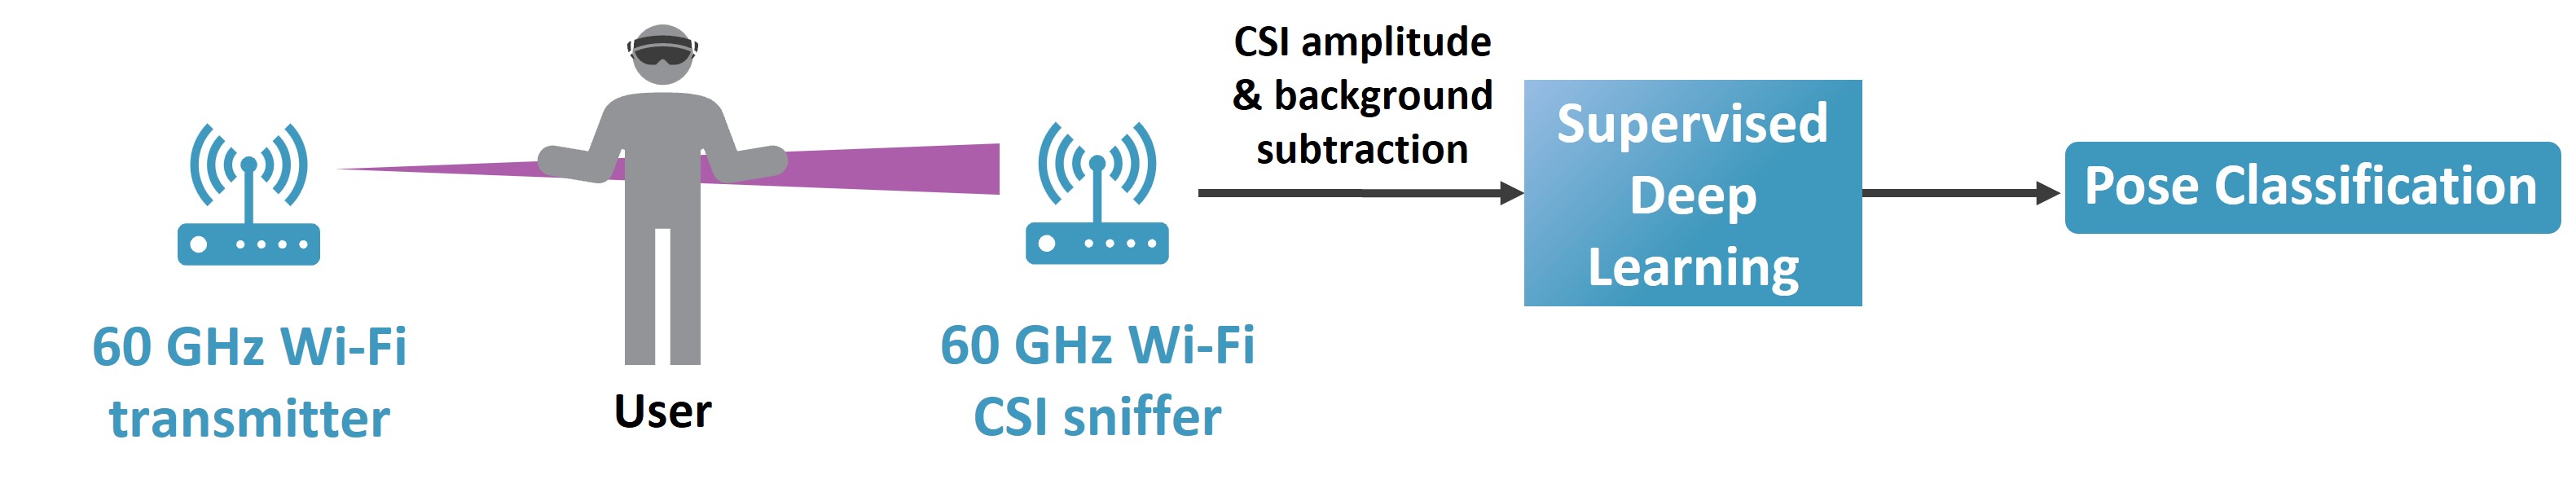 60 GHz Wi-Fi
transmitter
User
60 GHz Wi-Fi
CSI sniffer
CSI amplitude
& background
subtraction
Supervised
Deep
Learning
Pose Classification